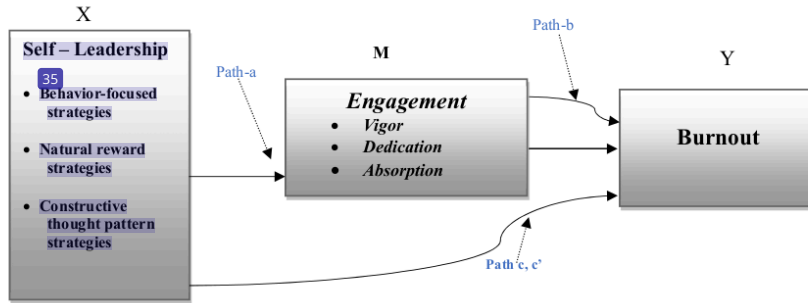 X
Self – Leadership
35
• Behavior-focused
strategies
• Natural reward
strategies
• Constructive
thought pattern
strategies
Path-a
M
Engagement
• Vigor
• Dedication
• Absorption
Path-b
Y
Burnout
Path c, c’